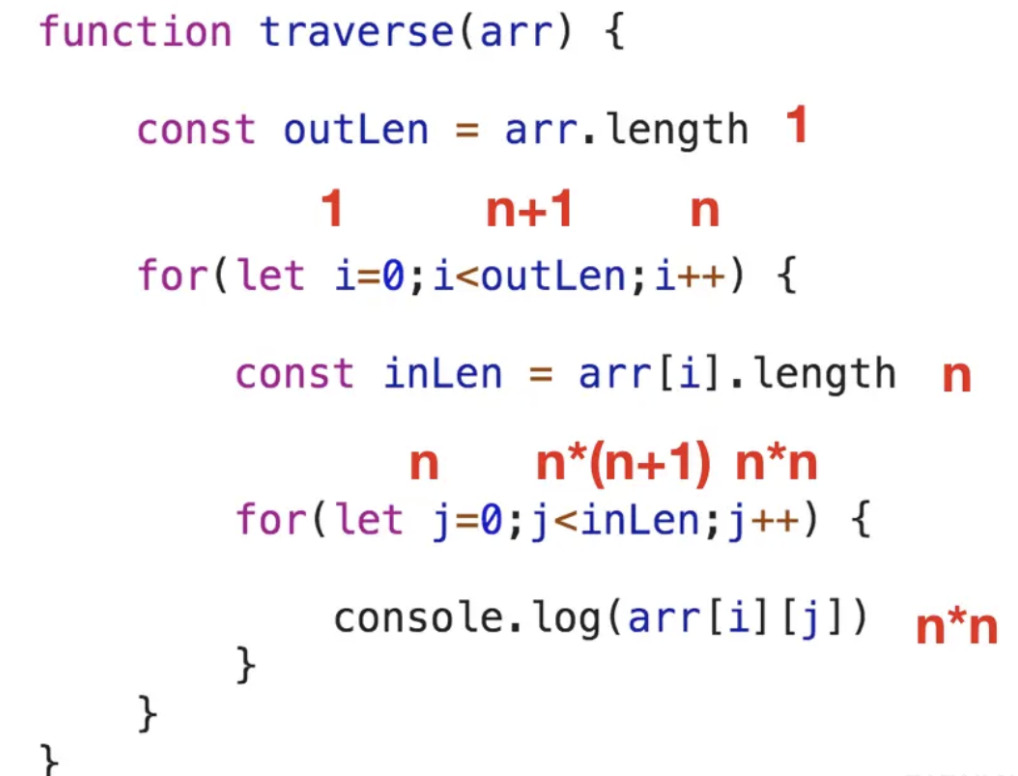 function traverse(arr) {
const outLen = arr.length 1
1 n+1 n
for(let i=0;i<outLen;i++) {
const inLen = arr[i].length n
n n*(n+1) n*n
for(let j=0;j<inLen;j++) {
console.log(arr[i][j]) n*n
}
}
}